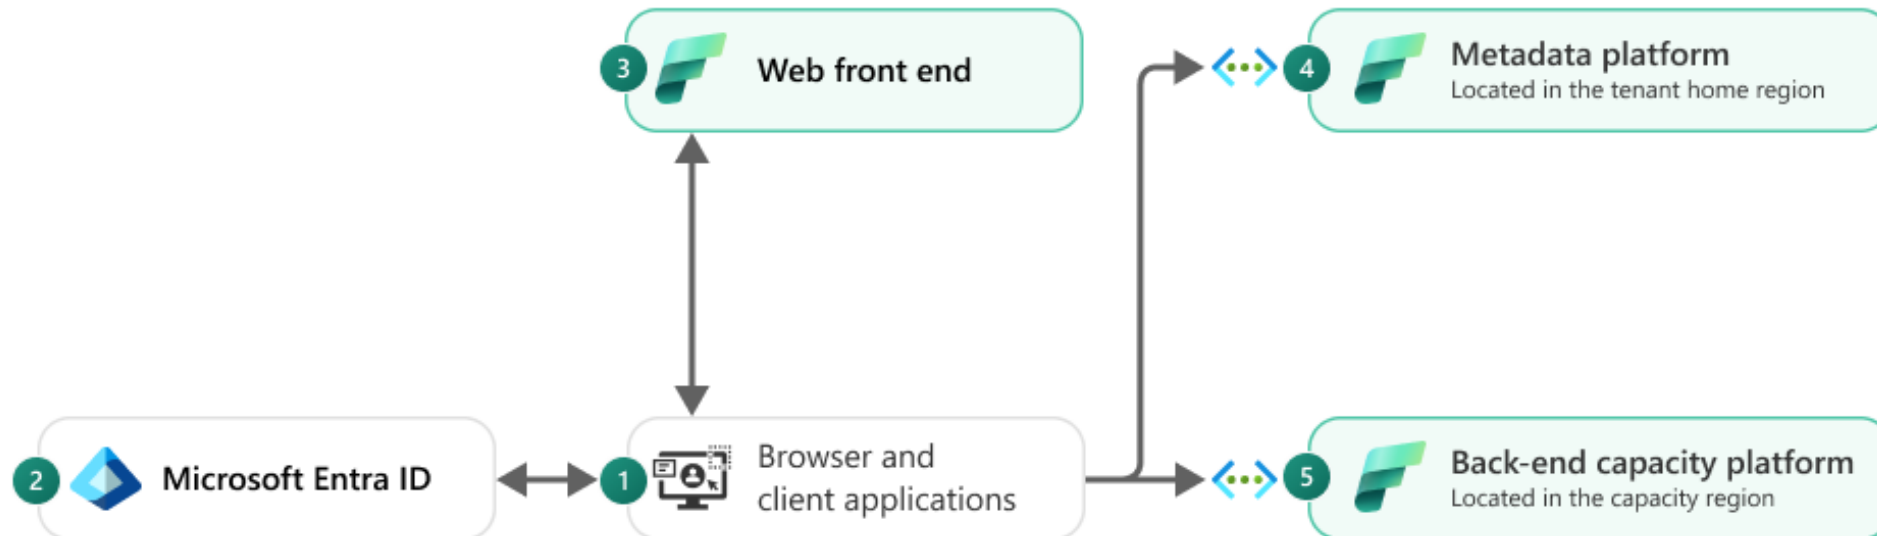 3
Web front end
4
Metadata platform
Located in the tenant home region
2
Microsoft Entra ID
1
Browser and
client applications
5
Back-end capacity platform
Located in the capacity region